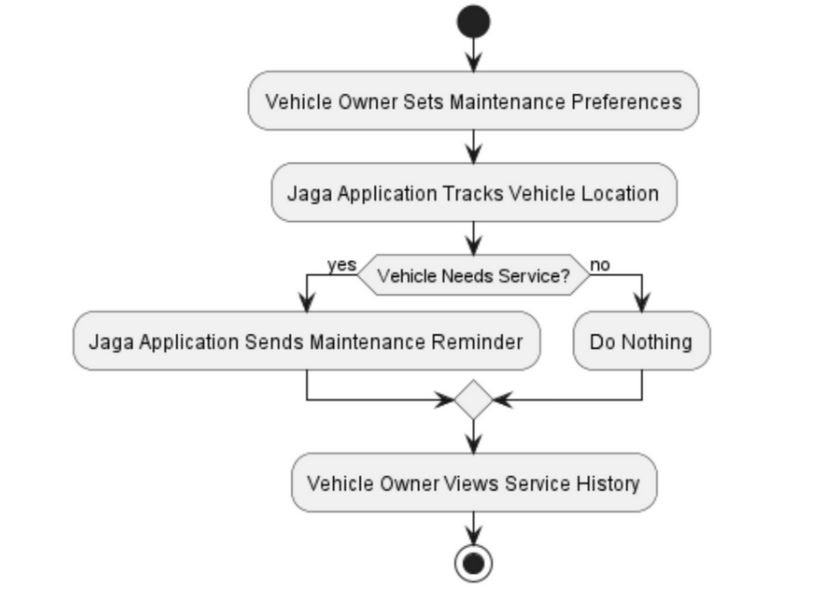 Vehicle Owner Sets Maintenance Preferences
Jaga Application Tracks Vehicle Location
yes
Vehicle Needs Service?
no
Jaga Application Sends Maintenance Reminder
Do Nothing
Vehicle Owner Views Service History